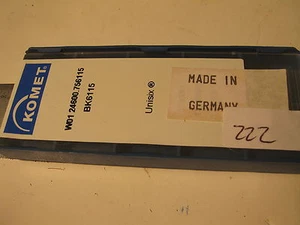 KOMET®
W01 24600.756115
BK6115
Unisix ®
MADE IN
GERMANY
222